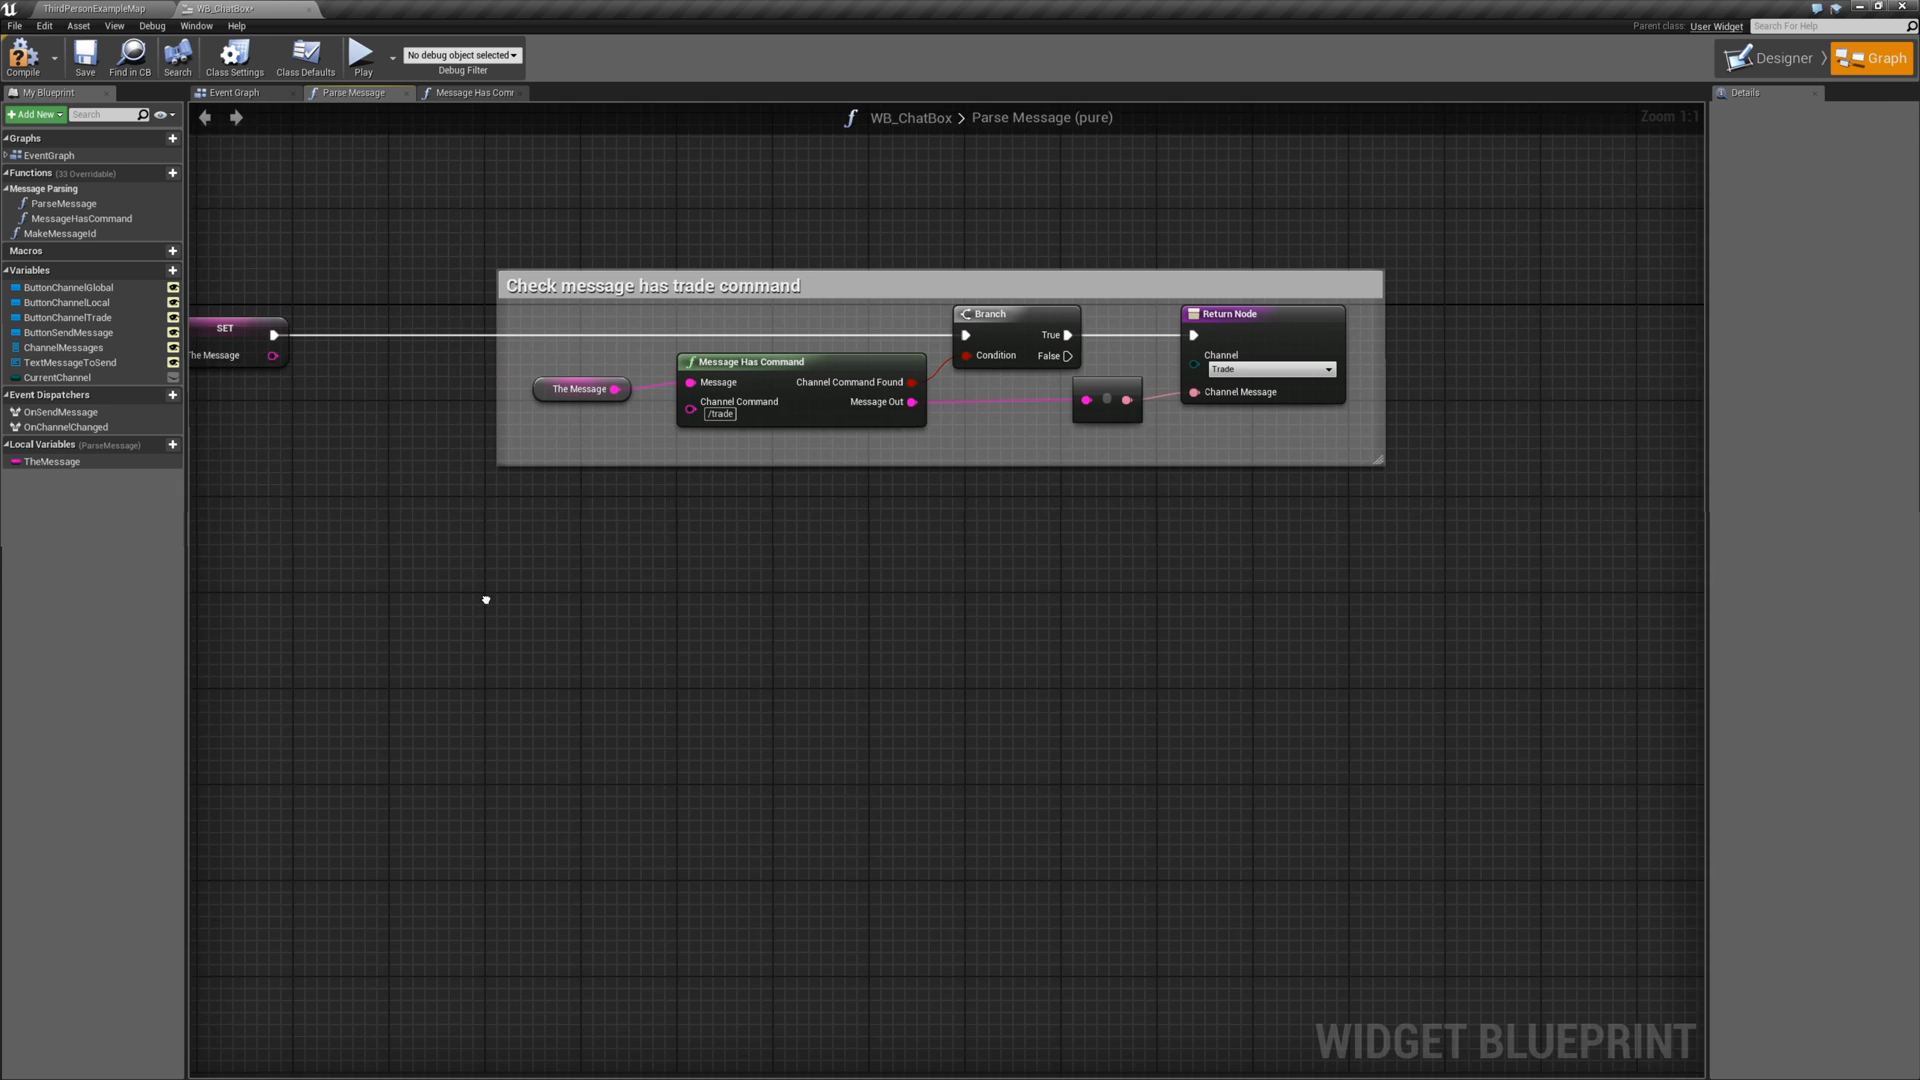 ThirdPersonExampleMap
WB_ChatBox*
File Edit Asset View Debug Window Help
Parent class: User Widget
Search For Help
Compile
Save
Find in CB
Search
Class Settings
Class Defaults
Play
No debug object selected
Debug Filter
Designer
Graph
My Blueprint
Event Graph
Parse Message
Message Has Comr
Details
Add New
Search
WB_ChatBox > Parse Message (pure)
Zoom 1:1
Graphs
EventGraph
Functions (33 Overridable)
Message Parsing
ParseMessage
MessageHasCommand
MakeMessageId
Macros
Variables
ButtonChannelGlobal
ButtonChannelLocal
ButtonChannelTrade
ButtonSendMessage
ChannelMessages
TextMessageToSend
CurrentChannel
Event Dispatchers
OnSendMessage
OnChannelChanged
Local Variables (ParseMessage)
TheMessage
SET
The Message
Check message has trade command
The Message
Message Has Command
Message
Channel Command Found
Channel Command
/trade
Message Out
Branch
True
Condition
False
Return Node
Channel
Trade
Channel Message
WIDGET BLUEPRINT